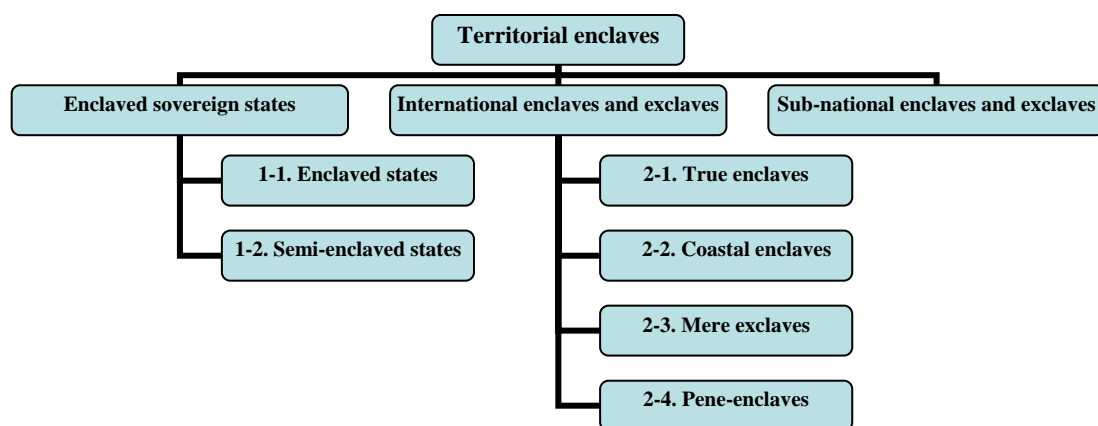 Territorial enclaves
Enclaved sovereign states
International enclaves and exclaves
Sub-national enclaves and exclaves
1-1. Enclaved states
1-2. Semi-enclaved states
2-1. True enclaves
2-2. Coastal enclaves
2-3. Mere exclaves
2-4. Pene-enclaves